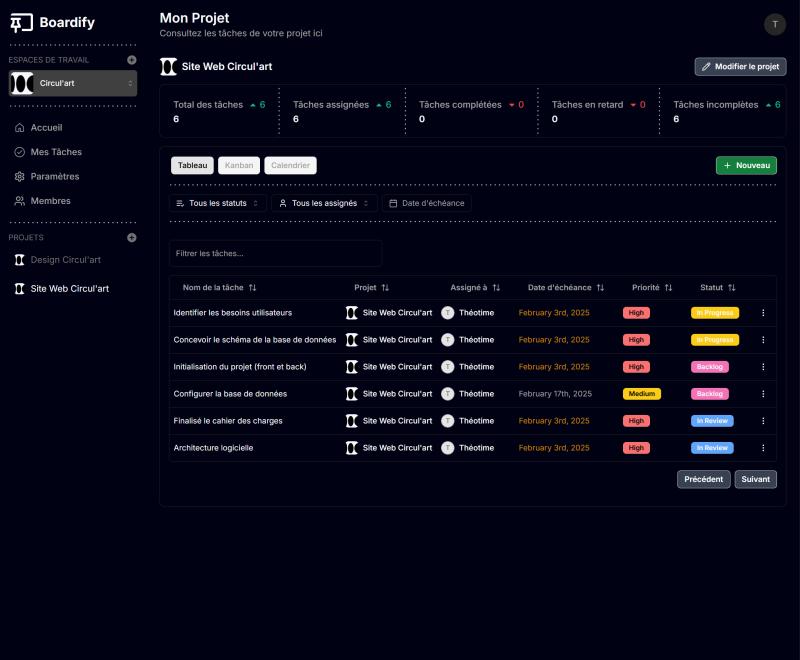 Boardify
ESPACES DE TRAVAIL
Circul'art
Accueil
Mes Tâches
Paramètres
Membres
PROJETS
Design Circul'art
Site Web Circul'art
Mon Projet
Consultez les tâches de votre projet ici
T
Site Web Circul'art
Modifier le projet
Total des tâches 6
6
Tâches assignées 6
6
Tâches complétées 0
0
Tâches en retard 0
0
Tâches incomplètes 6
6
Tableau Kanban Calendrier
Nouveau
Tous les statuts Tous les assignés Date d'échéance
Filtrer les tâches...
Nom de la tâche Projet Assigné à Date d'échéance Priorité Statut
Identifier les besoins utilisateurs Site Web Circul'art T Théotime February 3rd, 2025 High In Progress
Concevoir le schéma de la base de données Site Web Circul'art T Théotime February 3rd, 2025 High In Progress
Initialisation du projet (front et back) Site Web Circul'art T Théotime February 3rd, 2025 High Backlog
Configurer la base de données Site Web Circul'art T Théotime February 17th, 2025 Medium Backlog
Finalisé le cahier des charges Site Web Circul'art T Théotime February 3rd, 2025 High In Review
Architecture logicielle Site Web Circul'art T Théotime February 3rd, 2025 High In Review
Précédent Suivant